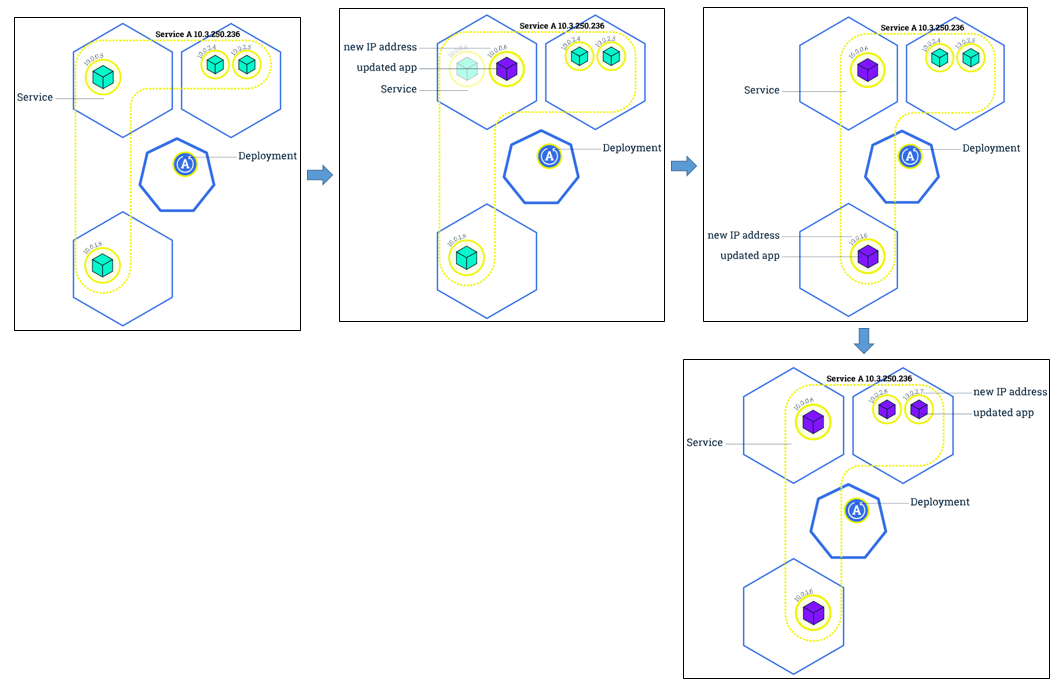 Service A 10.3.250.236
10.0.0.5
10.0.2.4
10.0.2.5
Service
A
Deployment
10.0.1.5
Service A 10.3.250.236
new IP address
10.0.0.6
10.0.2.4
10.0.2.5
updated app
Service
A
Deployment
10.0.1.5
Service A 10.3.250.236
10.0.0.6
10.0.2.4
10.0.2.5
Service
A
Deployment
new IP address
10.0.1.6
updated app
Service A 10.3.250.236
10.0.0.6
10.0.2.6
10.0.2.7
new IP address
updated app
Service
A
Deployment
10.0.1.6